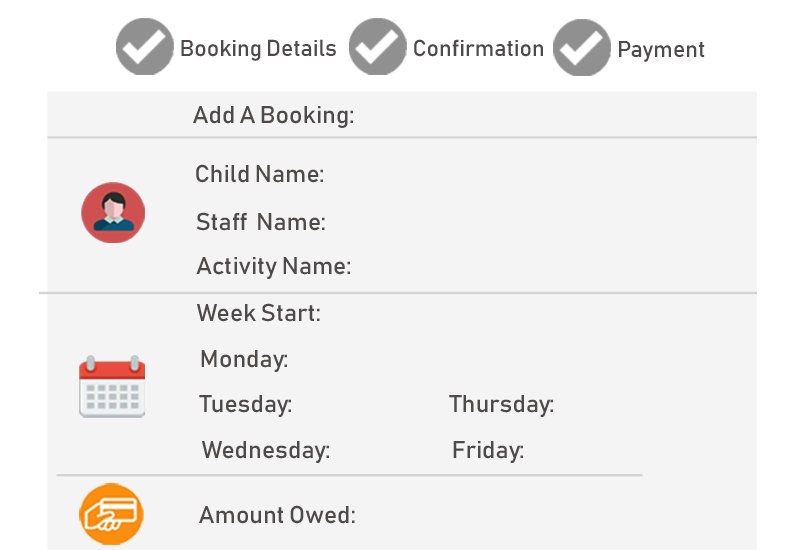 Booking Details Confirmation Payment
Add A Booking:
Child Name:
Staff Name:
Activity Name:
Week Start:
Monday:
Tuesday: Thursday:
Wednesday: Friday:
Amount Owed: